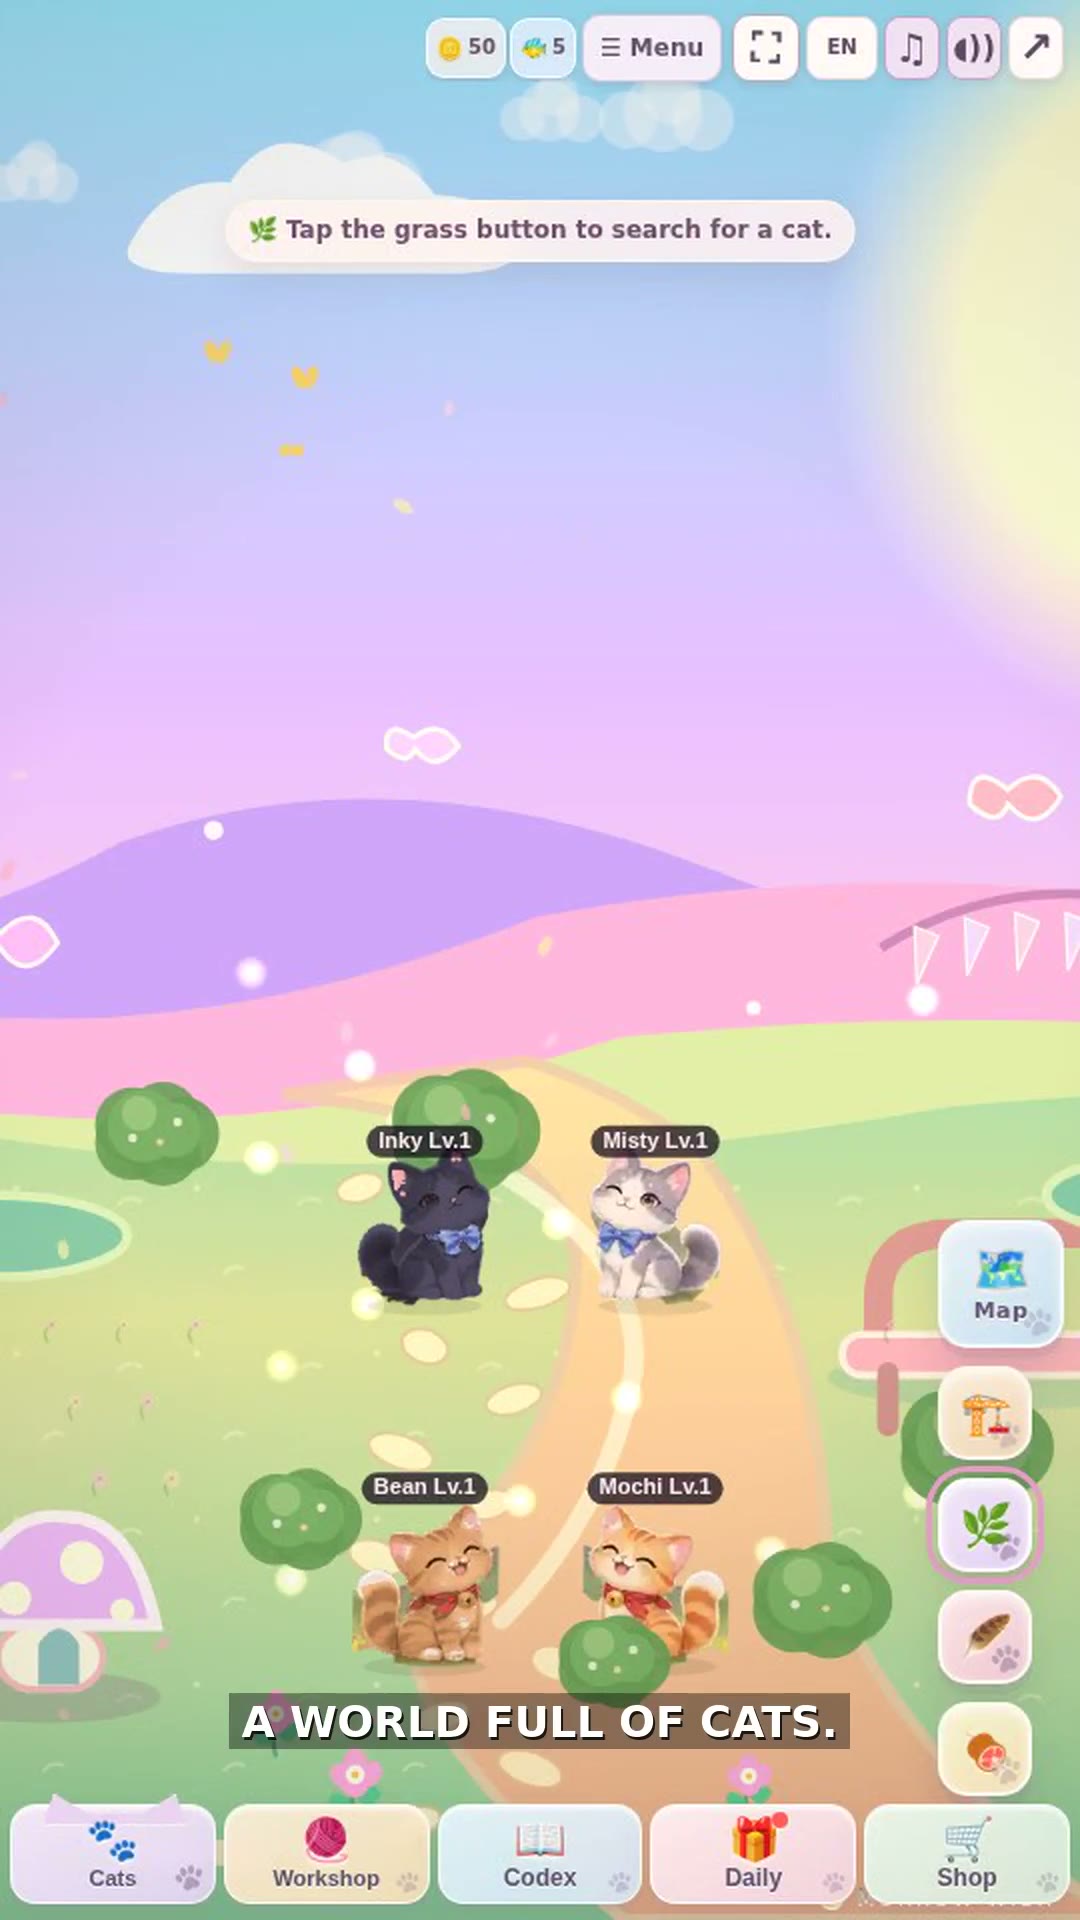 50
5
☰ Menu
EN
Tap the grass button to search for a cat.
Inky Lv.1
Misty Lv.1
Map
Bean Lv.1
Mochi Lv.1
A WORLD FULL OF CATS.
Cats
Workshop
Codex
Daily
Shop